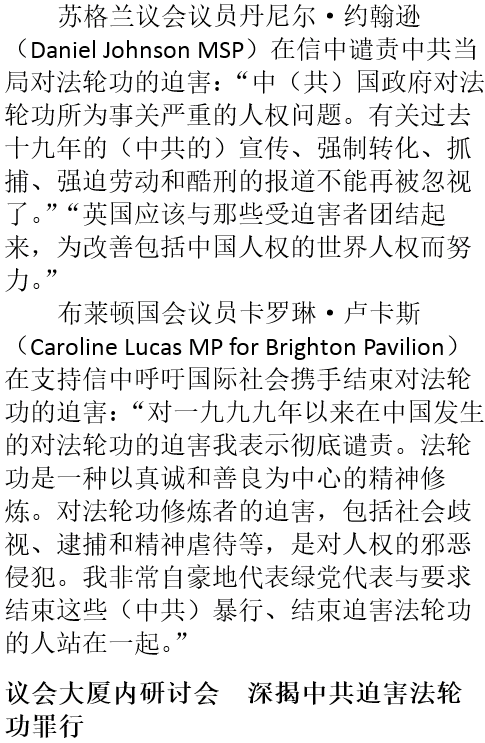 苏格兰议会议员丹尼尔·约翰逊
（Daniel Johnson MSP）在信中谴责中共当
局对法轮功的迫害：“中（共）国政府对法
轮功所为事关严重的人权问题。有关过去
十九年的（中共的）宣传、强制转化、抓
捕、强迫劳动和酷刑的报道不能再被忽视
了。”“英国应该与那些受迫害者团结起
来，为改善包括中国人权的世界人权而努
力。”
布莱顿国会议员卡罗琳·卢卡斯
（Caroline Lucas MP for Brighton Pavilion）
在支持信中呼吁国际社会携手结束对法轮
功的迫害：“对一九九九年以来在中国发生
的对法轮功的迫害我表示彻底谴责。法轮
功是一种以真诚和善良为中心的精神修
炼。对法轮功修炼者的迫害，包括社会歧
视、逮捕和精神虐待等，是对人权的邪恶
侵犯。我非常自豪地代表绿党代表与要求
结束这些（中共）暴行、结束迫害法轮功
的人站在一起。”
议会大厦内研讨会　深揭中共迫害法轮
功罪行